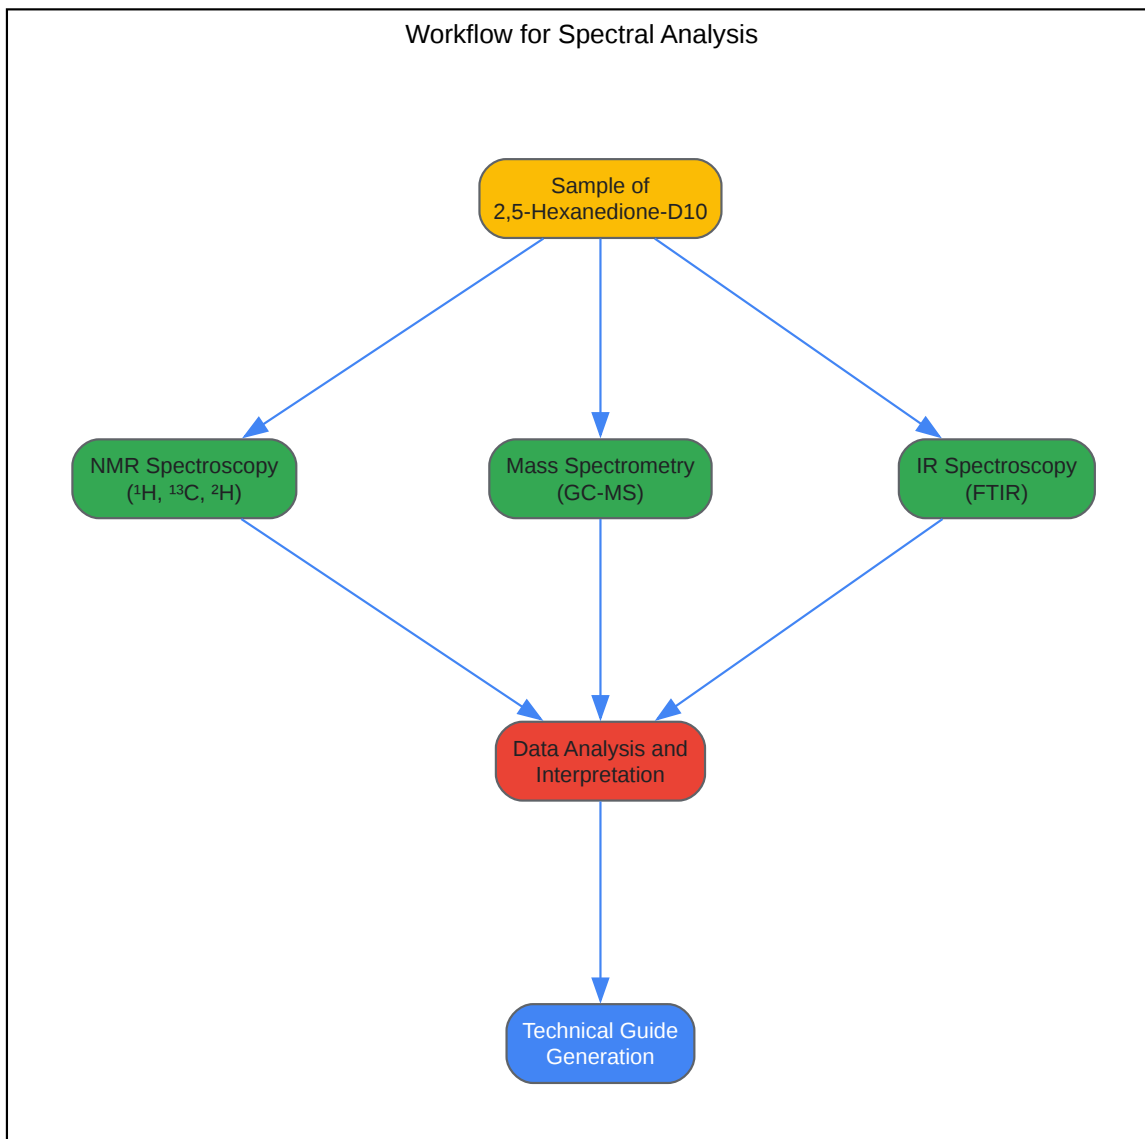 Workflow for Spectral Analysis
Sample of
2,5-Hexanedione-D10
NMR Spectroscopy
(¹H, ¹³C, ²H)
Mass Spectrometry
(GC-MS)
IR Spectroscopy
(FTIR)
Data Analysis and
Interpretation
Technical Guide
Generation